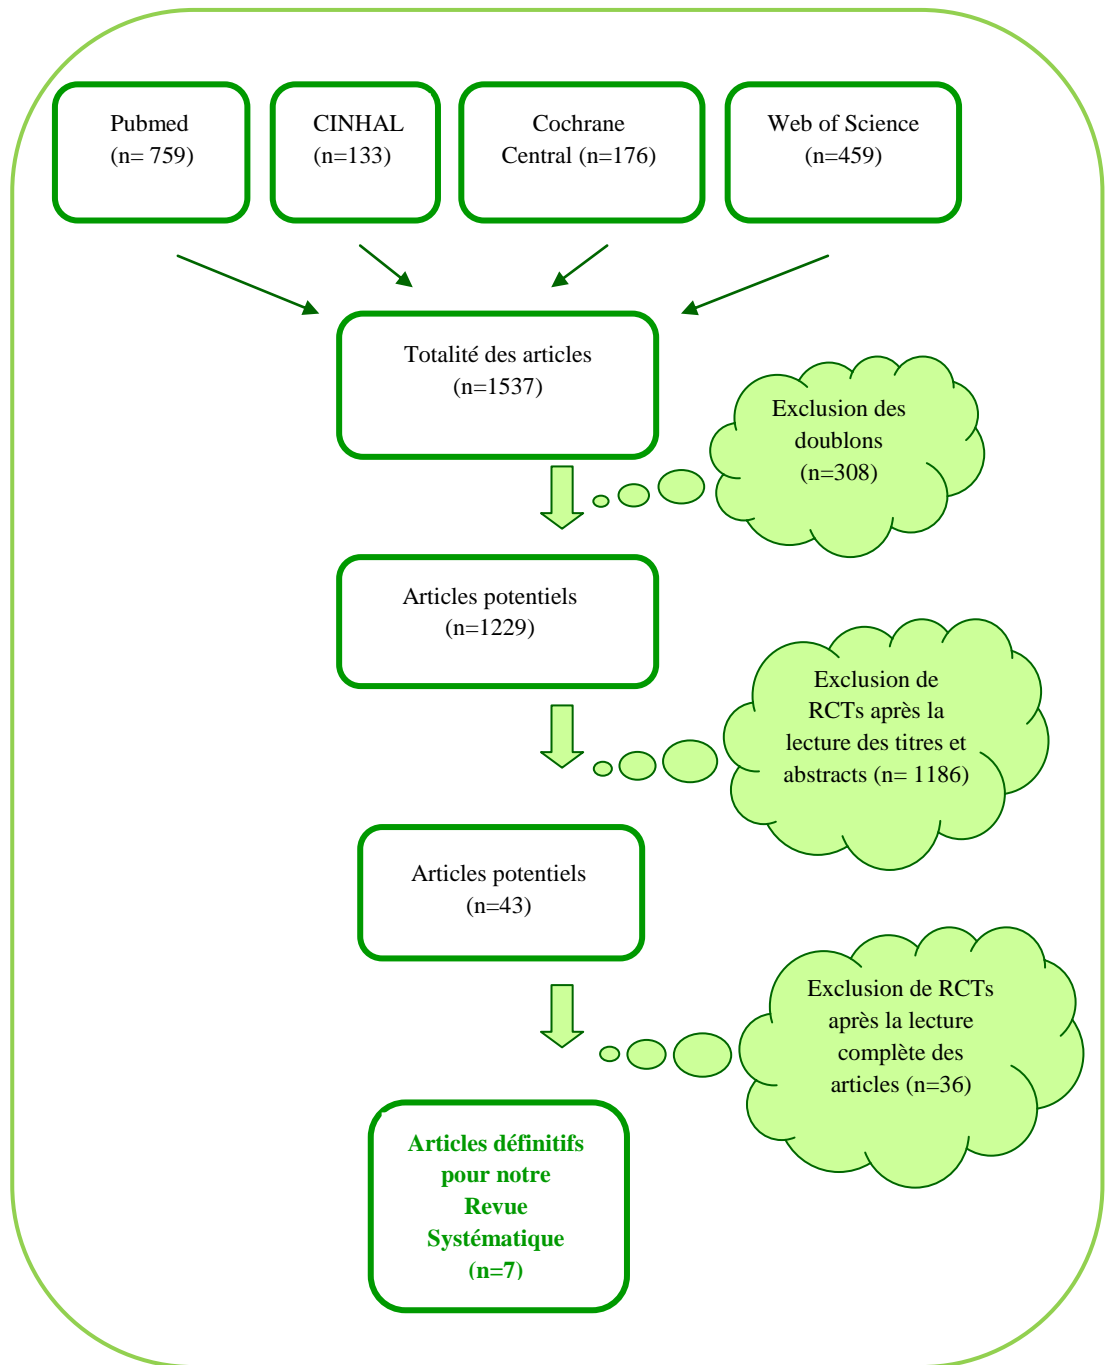 Pubmed
(n= 759)
CINHAL
(n=133)
Cochrane
Central (n=176)
Web of Science
(n=459)
Totalité des articles
(n=1537)
Exclusion des
doublons
(n=308)
Articles potentiels
(n=1229)
Exclusion de
RCTs après la
lecture des titres et
abstracts (n= 1186)
Articles potentiels
(n=43)
Exclusion de RCTs
après la lecture
complète des
articles (n=36)
Articles définitifs
pour notre
Revue
Systématique
(n=7)